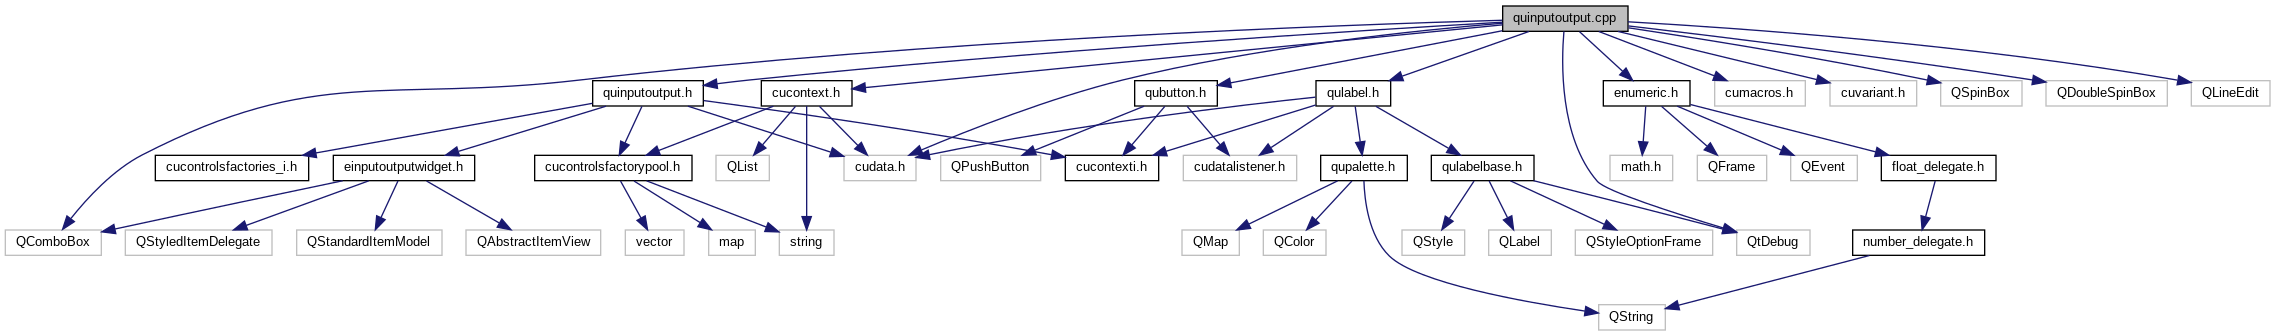 quinputoutput.cpp
quinputoutput.h
cucontext.h
qubutton.h
qulabel.h
enumeric.h
cumacros.h
cuvariant.h
QSpinBox
QDoubleSpinBox
QLineEdit
cucontrolsfactories_i.h
einputoutputwidget.h
cucontrolsfactorypool.h
QList
cudata.h
QPushButton
cucontexti.h
cudatalistener.h
qupalette.h
qulabelbase.h
math.h
QFrame
QEvent
float_delegate.h
QComboBox
QStyledItemDelegate
QStandardItemModel
QAbstractItemView
vector
map
string
QMap
QColor
QStyle
QLabel
QStyleOptionFrame
QtDebug
number_delegate.h
QString